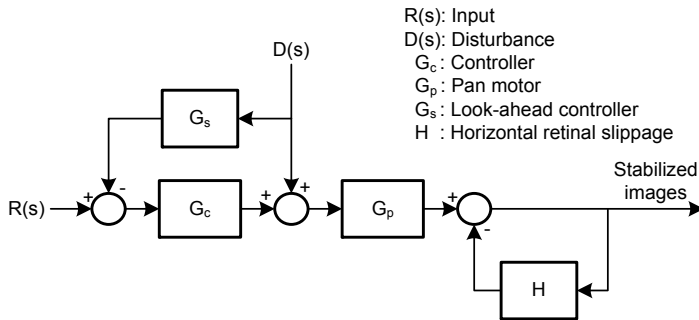 R(s): Input
D(s): Disturbance
Gc : Controller
Gp : Pan motor
Gs : Look-ahead controller
H : Horizontal retinal slippage
D(s)
Gs
Stabilized
images
+ -
+ +
+
R(s)
Gc
Gp
-
H